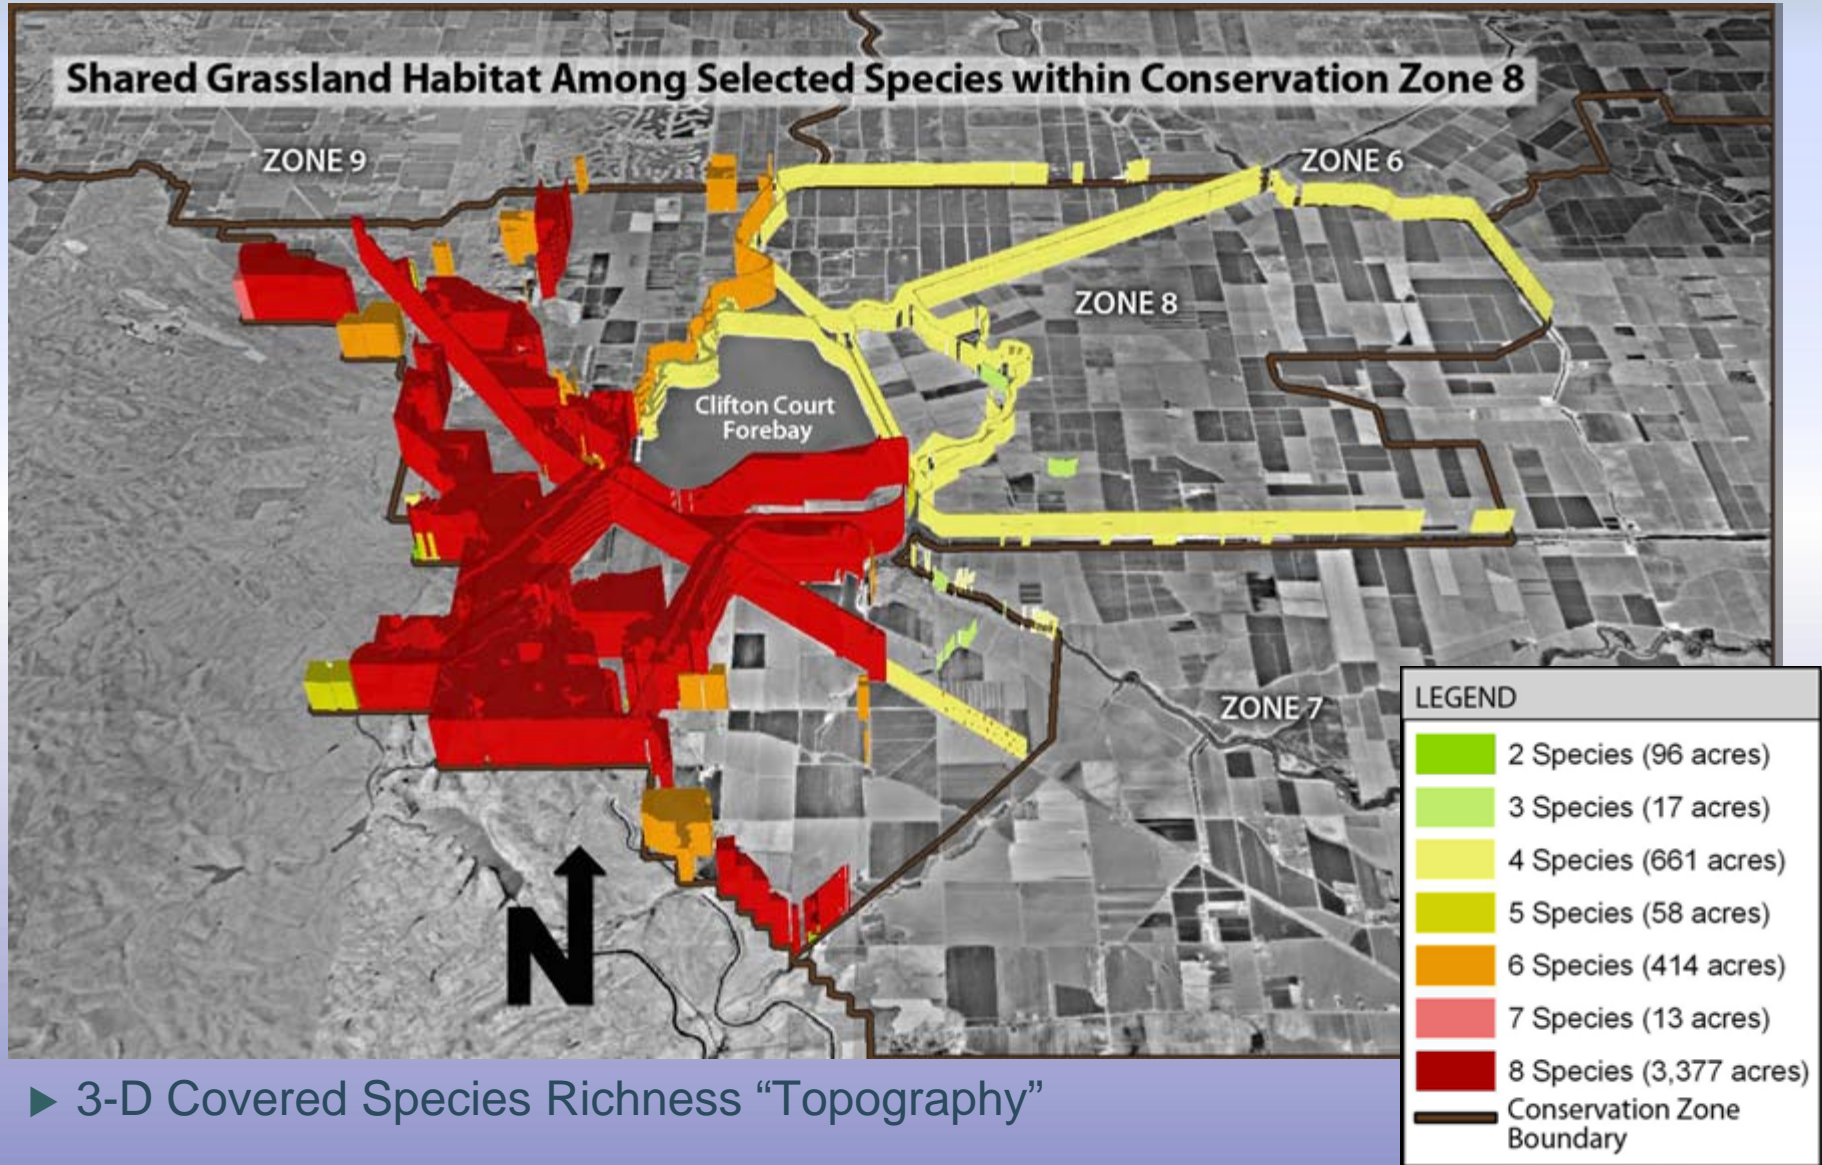 Shared Grassland Habitat Among Selected Species within Conservation Zone 8
ZONE 9
ZONE 6
ZONE 8
Clifton Court
Forebay
ZONE 7
N
LEGEND
2 Species (96 acres)
3 Species (17 acres)
4 Species (661 acres)
5 Species (58 acres)
6 Species (414 acres)
7 Species (13 acres)
8 Species (3,377 acres)
Conservation Zone
Boundary
► 3-D Covered Species Richness “Topography”